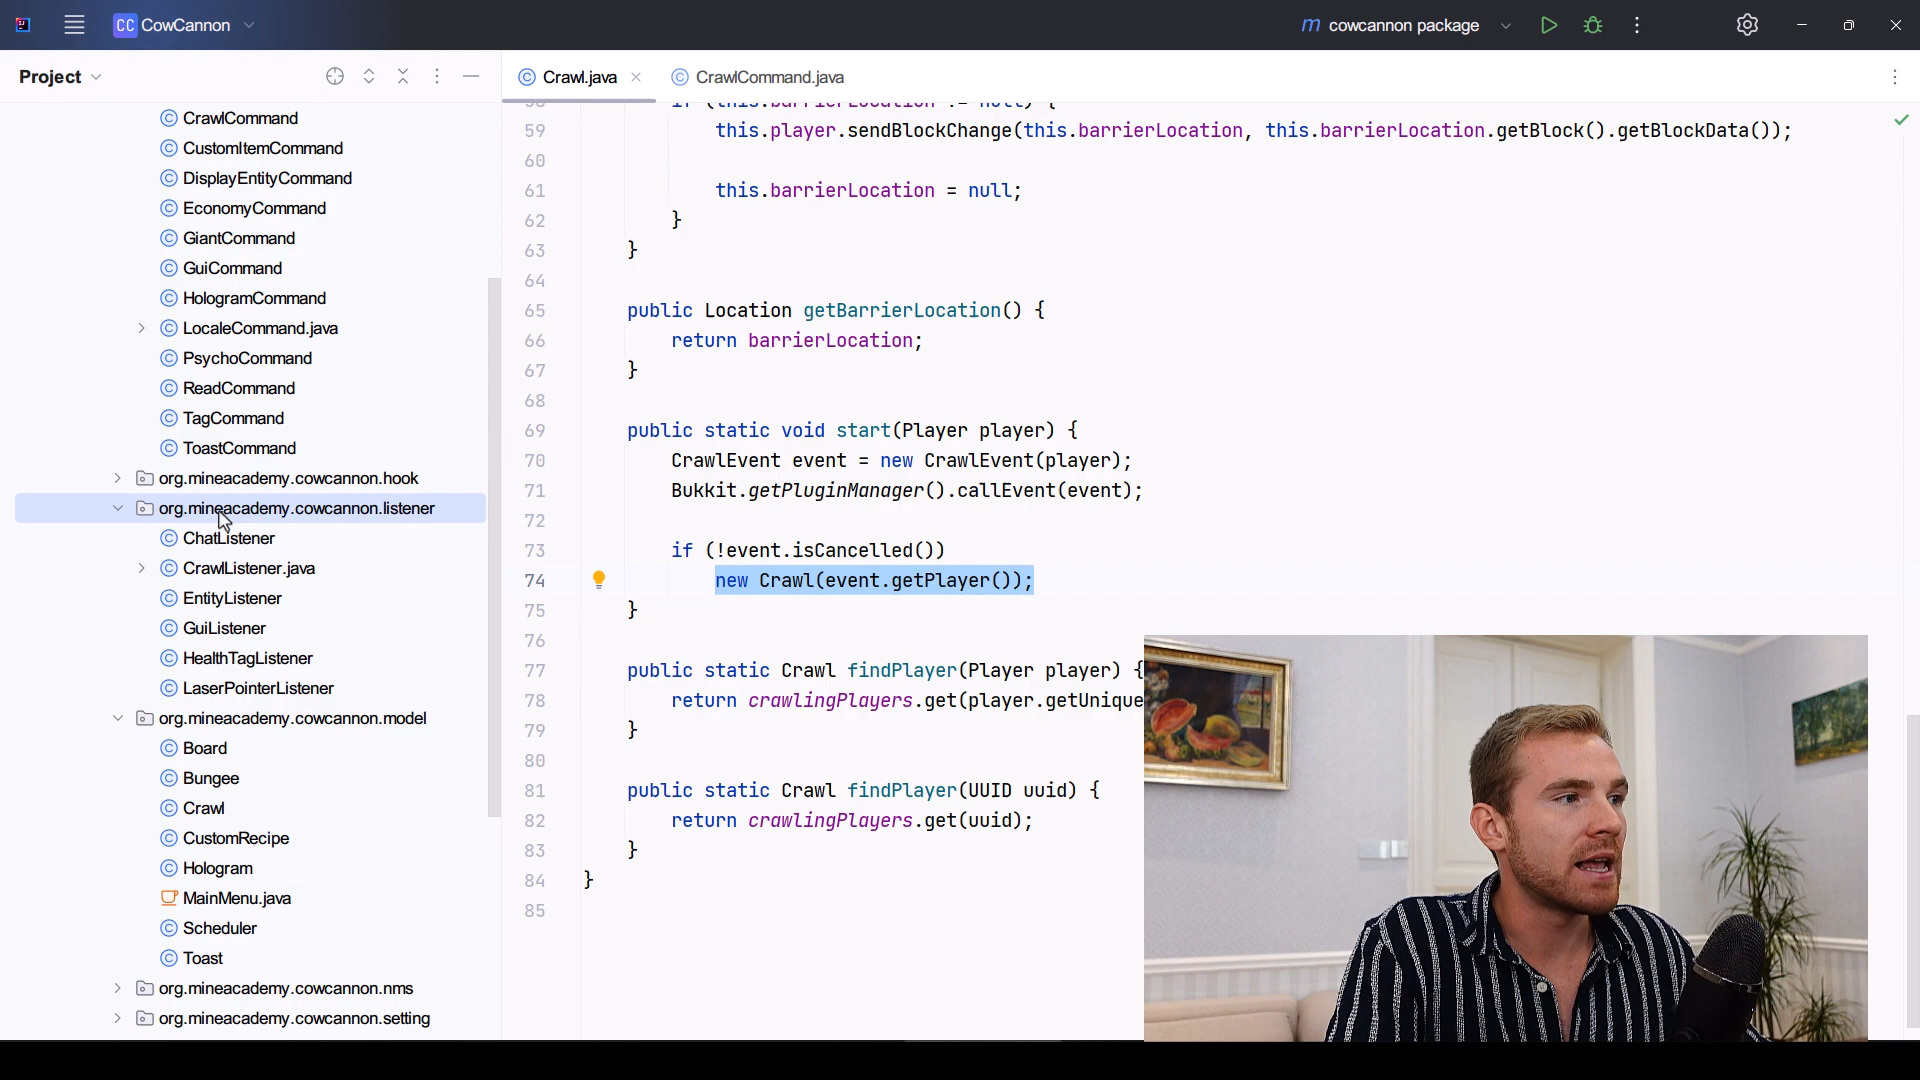 CC CowCannon
m cowcannon package
Project
Crawl.java
CrawlCommand.java
CrawlCommand
CustomItemCommand
DisplayEntityCommand
EconomyCommand
GiantCommand
GuiCommand
HologramCommand
LocaleCommand.java
PsychoCommand
ReadCommand
TagCommand
ToastCommand
org.mineacademy.cowcannon.hook
org.mineacademy.cowcannon.listener
ChatListener
CrawlListener.java
EntityListener
GuiListener
HealthTagListener
LaserPointerListener
org.mineacademy.cowcannon.model
Board
Bungee
Crawl
CustomRecipe
Hologram
MainMenu.java
Scheduler
Toast
org.mineacademy.cowcannon.nms
org.mineacademy.cowcannon.setting
58 if (this.barrierLocation != null) {
59 this.player.sendBlockChange(this.barrierLocation, this.barrierLocation.getBlock().getBlockData());
60
61 this.barrierLocation = null;
62 }
63 }
64
65 public Location getBarrierLocation() {
66 return barrierLocation;
67 }
68
69 public static void start(Player player) {
70 CrawlEvent event = new CrawlEvent(player);
71 Bukkit.getPluginManager().callEvent(event);
72
73 if (!event.isCancelled())
74 new Crawl(event.getPlayer());
75 }
76
77 public static Crawl findPlayer(Player player) {
78 return crawlingPlayers.get(player.getUnique
79 }
80
81 public static Crawl findPlayer(UUID uuid) {
82 return crawlingPlayers.get(uuid);
83 }
84 }
85